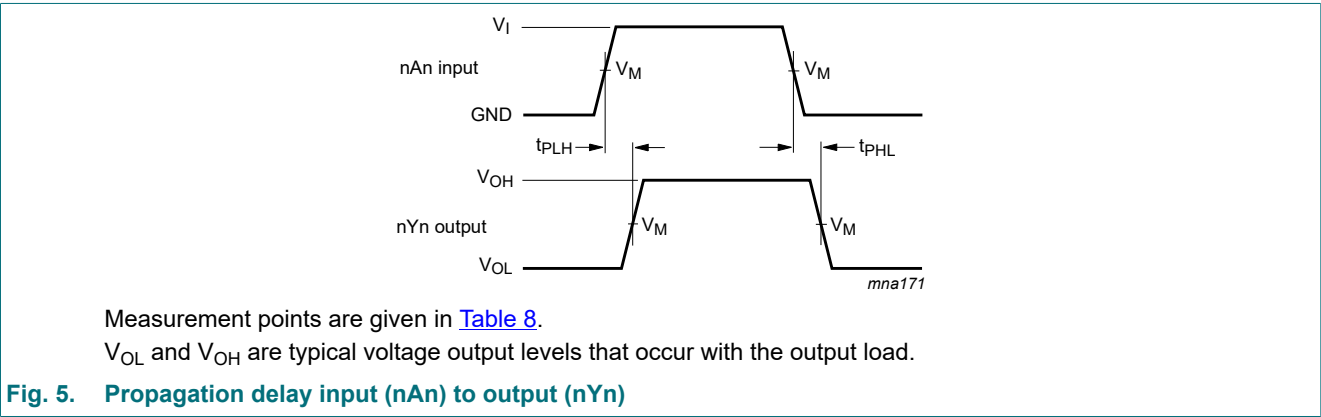 VI
nAn input
VM
VM
GND
tPLH
tPHL
VOH
nYn output
VM
VM
VOL
mna171
Measurement points are given in Table 8.
VOL and VOH are typical voltage output levels that occur with the output load.
Fig. 5. Propagation delay input (nAn) to output (nYn)